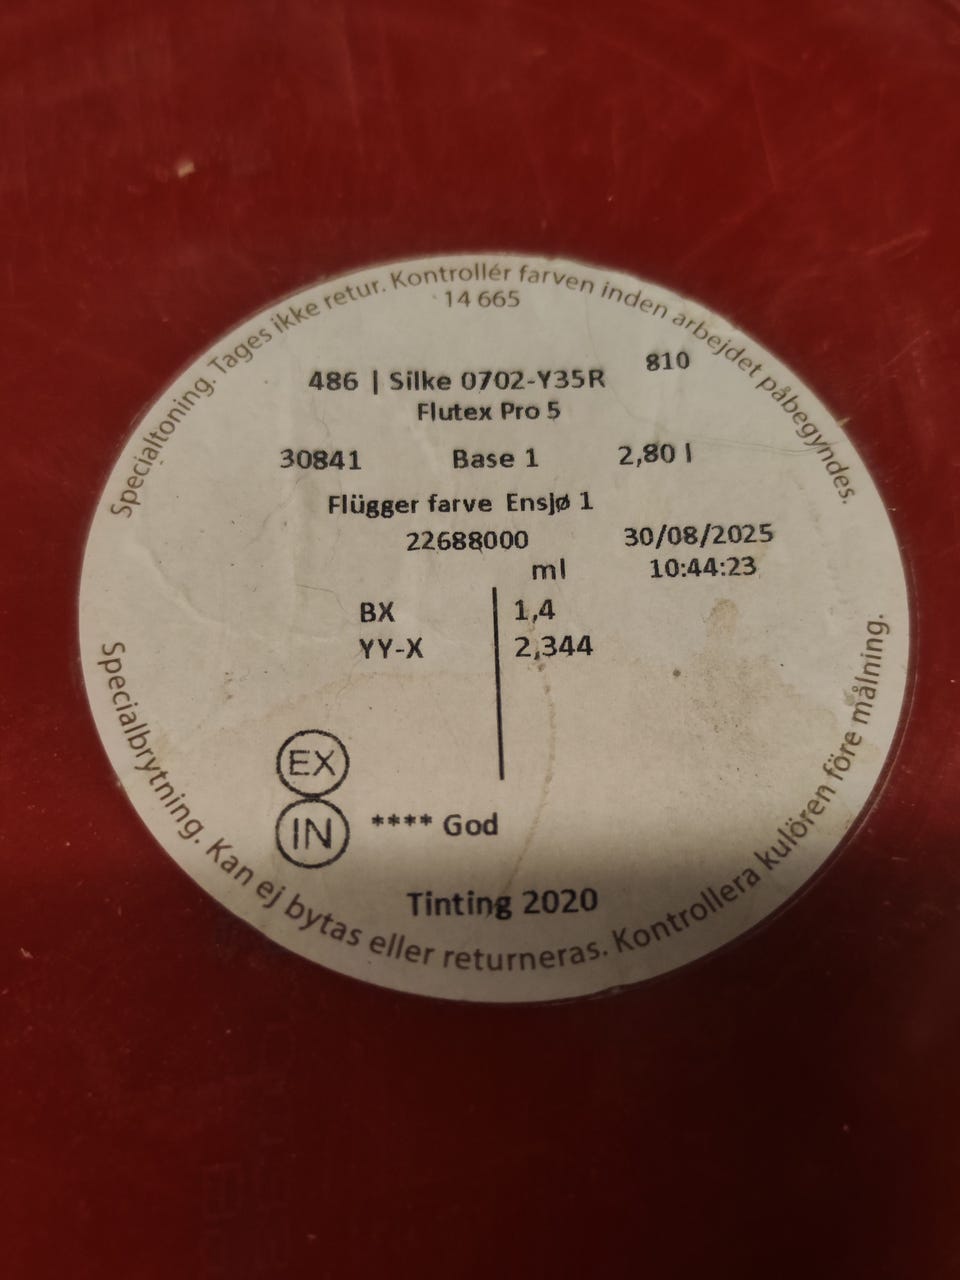 Specialtoning. Tages ikke retur. Kontrollér farven inden arbejdet påbegyndes.
14 665
810
486 | Silke 0702-Y35R
Flutex Pro 5
30841 Base 1 2,80 l
Flügger farve Ensjø 1
22688000 30/08/2025
ml 10:44:23
BX 1,4
YY-X 2,344
EX
IN **** God
Tinting 2020
Specialbrytning. Kan ej bytas eller returneras. Kontrollera kulören före målning.